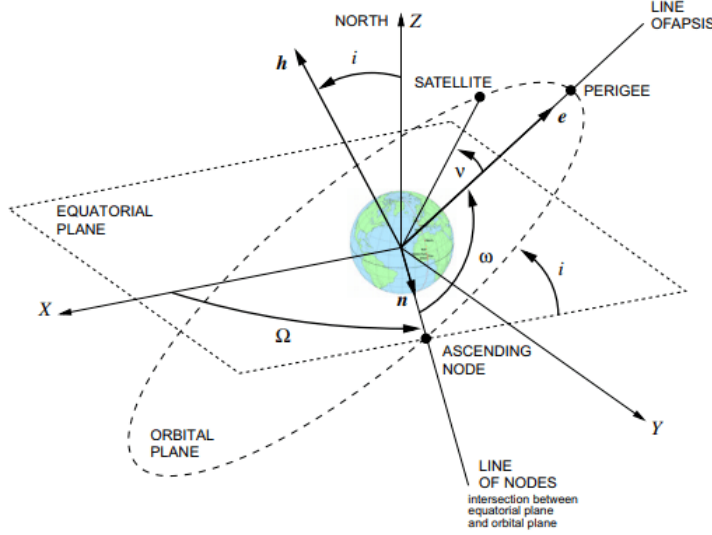 NORTH
Z
LINE
OFAPSIS
h
i
SATELLITE
PERIGEE
e
ν
EQUATORIAL
PLANE
ω
i
n
X
Ω
ASCENDING
NODE
Y
ORBITAL
PLANE
LINE
OF NODES
intersection between
equatorial plane
and orbital plane